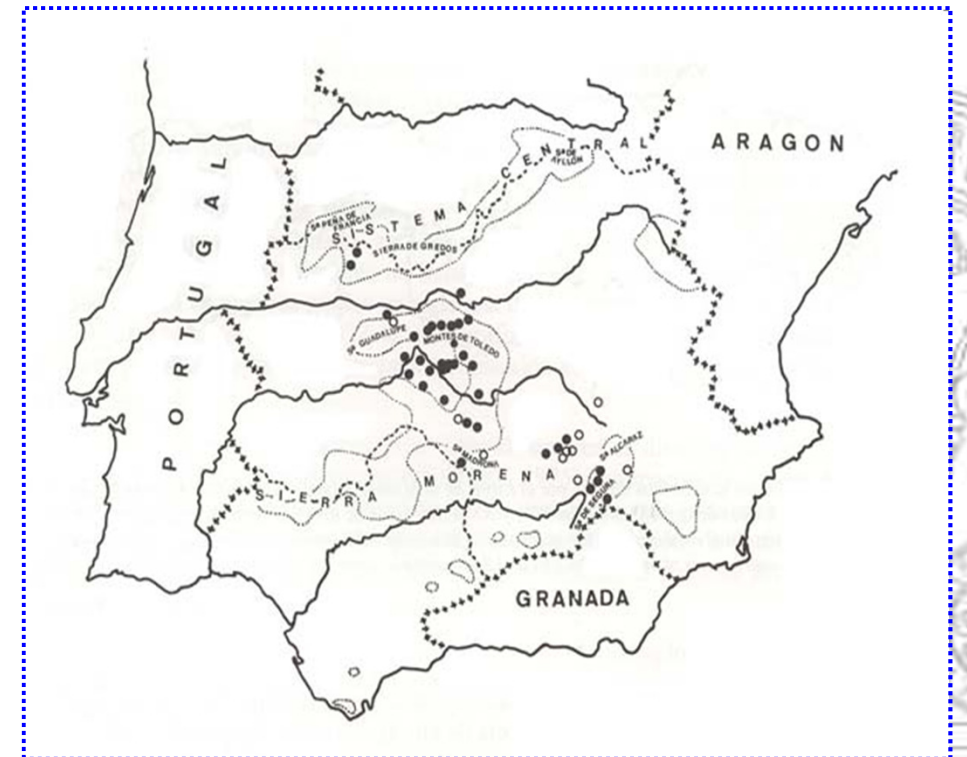 ARAGON
CENTRAL
Sª DE
AYLLÓN
PORTUGAL
Sª PEÑA DE
FRANCIA
SISTEMA
SIERRA DE GREDOS
Sª GUADALUPE
MONTES DE TOLEDO
Sª MADRONA
Sª ALCARAZ
SIERRA MORENA
Sª DE SEGURA
GRANADA